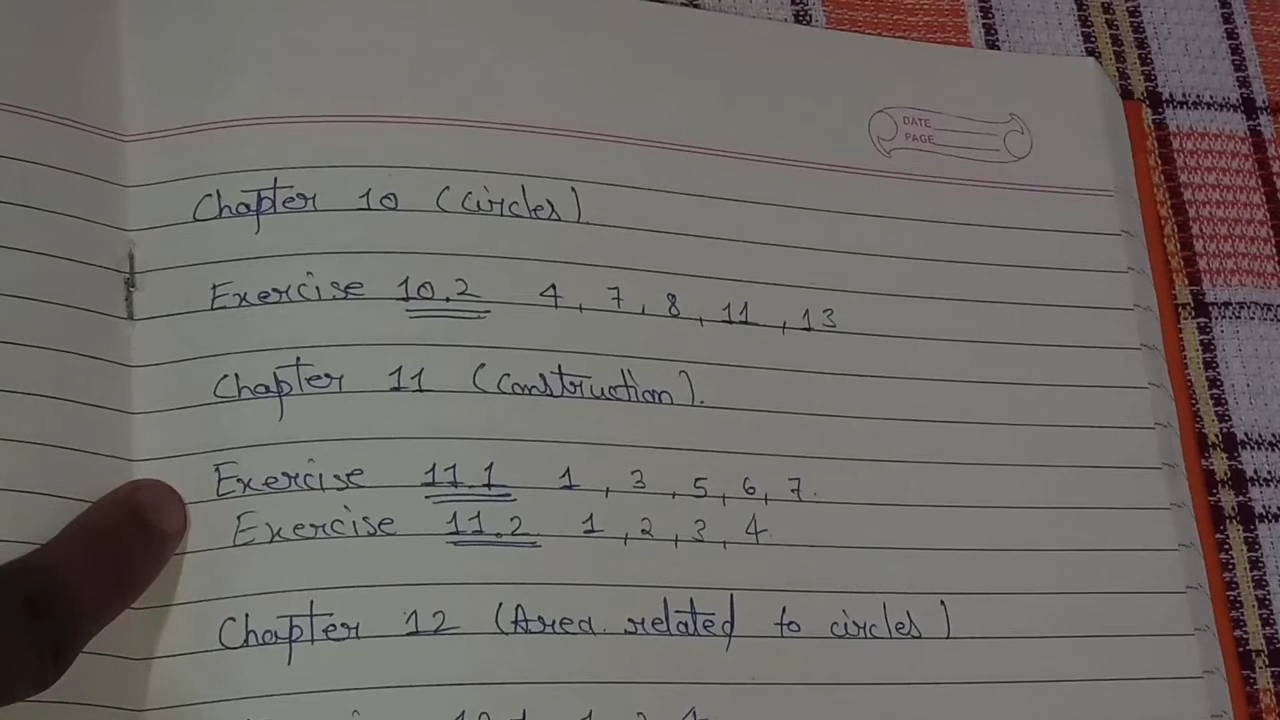 DATE
PAGE
Chapter 10 (Circles)
Exercise 10.2 4, 7, 8, 11, 13
Chapter 11 (Construction).
Exercise 11.1 1, 3, 5, 6, 7.
Exercise 11.2 1, 2, 3, 4.
Chapter 12 (Area related to circles)